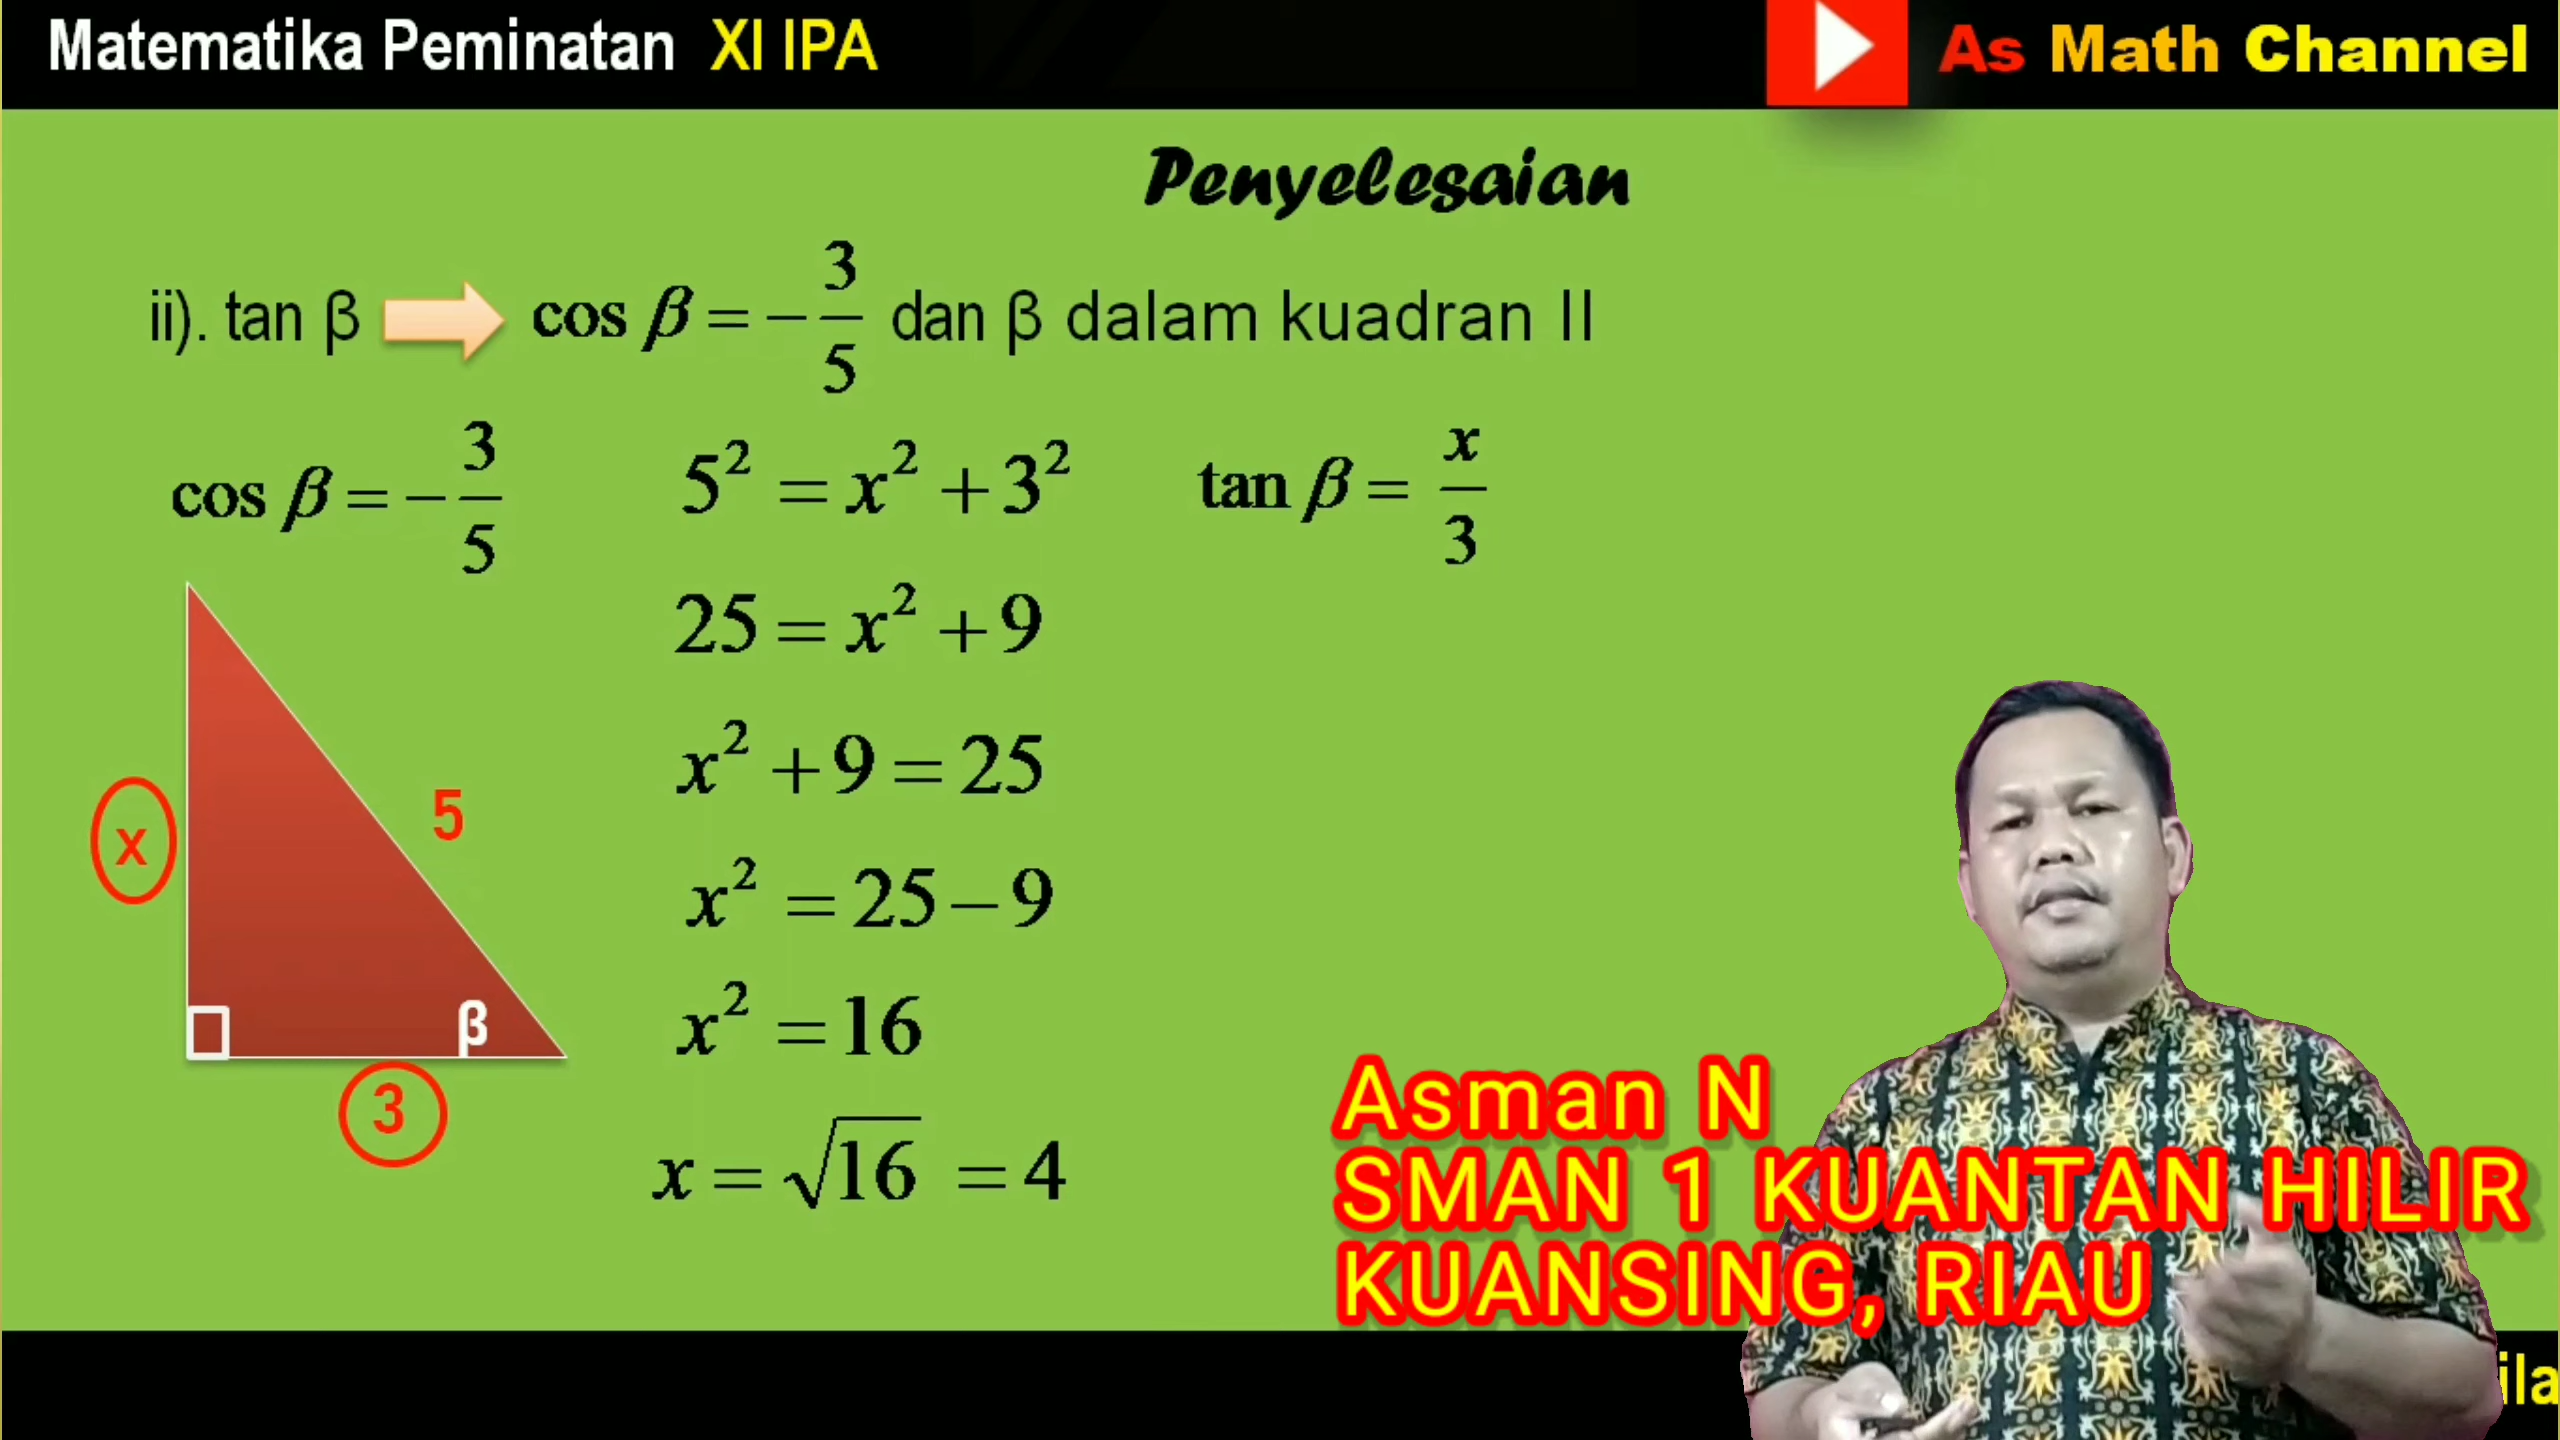 Matematika Peminatan XI IPA
As Math Channel
Penyelesaian
ii). tan β cos β = -3/5 dan β dalam kuadran II
cos β = -3/5
5² = x² + 3²
tan β = x/3
25 = x² + 9
x² + 9 = 25
x² = 25 - 9
x² = 16
x = √16 = 4
x
5
β
3
Asman N
SMAN 1 KUANTAN HILIR
KUANSING, RIAU